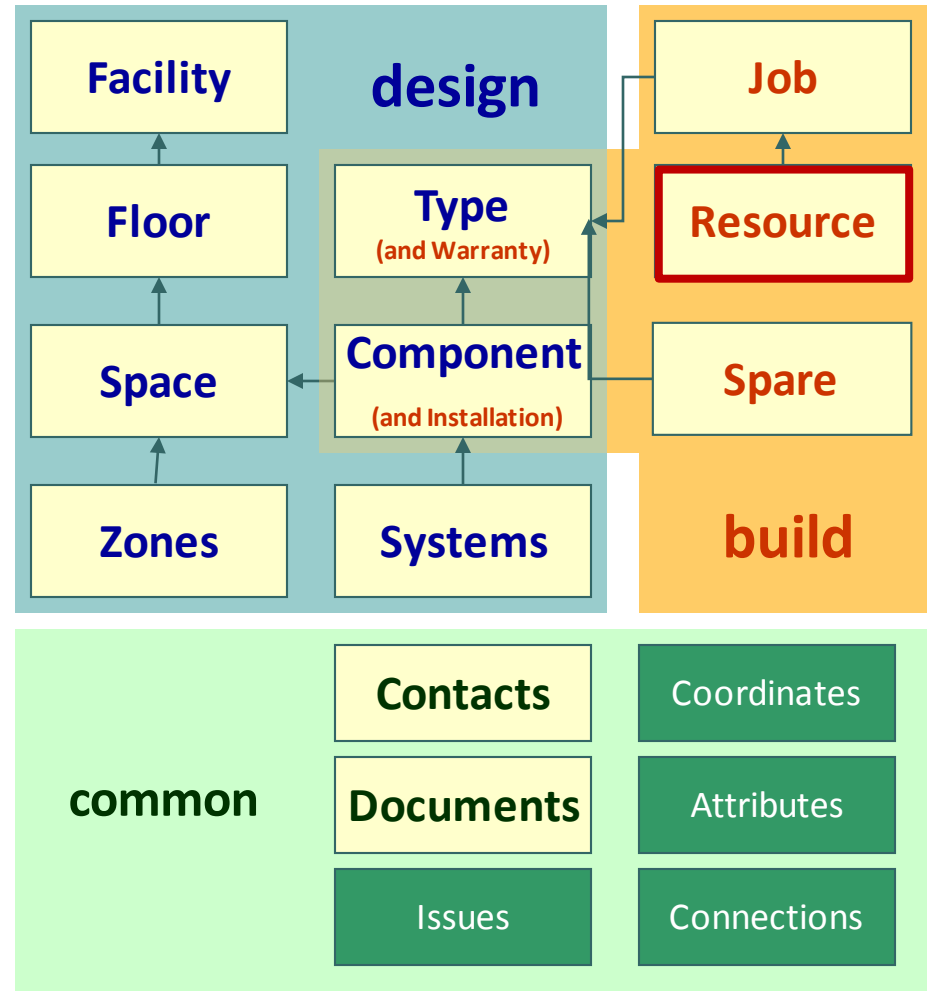 Facility
design
Job
Floor
Type
(and Warranty)
Resource
Space
Component
(and Installation)
Spare
Zones
Systems
build
common
Contacts
Coordinates
Documents
Attributes
Issues
Connections